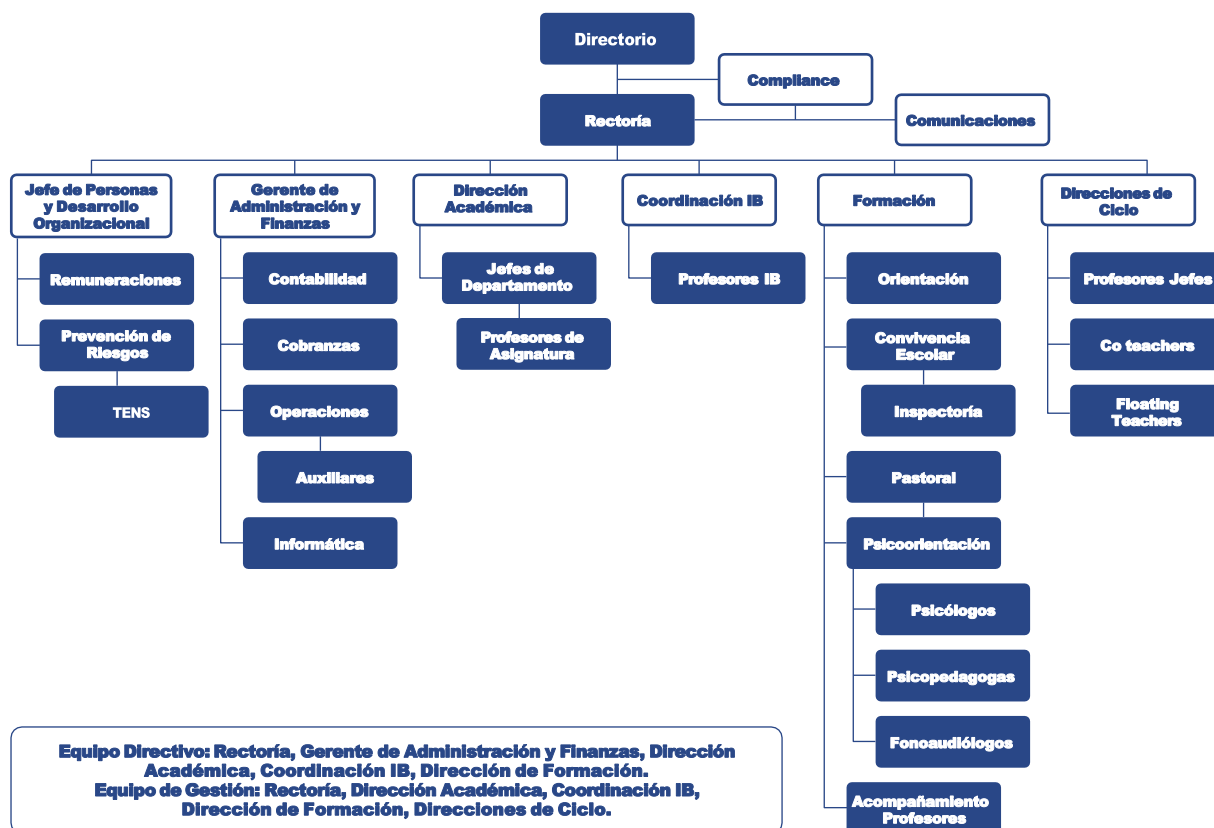 Directorio
Compliance
Rectoría
Comunicaciones
Jefe de Personas
y Desarrollo
Organizacional
Gerente de
Administración y
Finanzas
Dirección
Académica
Coordinación IB
Formación
Direcciones de
Ciclo
Remuneraciones
Prevención de
Riesgos
TENS
Contabilidad
Cobranzas
Operaciones
Auxiliares
Informática
Jefes de
Departamento
Profesores de
Asignatura
Profesores IB
Orientación
Convivencia
Escolar
Inspectoría
Pastoral
Psicoorientación
Psicólogos
Psicopedagogas
Fonoaudiólogos
Acompañamiento
Profesores
Profesores Jefes
Co teachers
Floating
Teachers
Equipo Directivo: Rectoría, Gerente de Administración y Finanzas, Dirección
Académica, Coordinación IB, Dirección de Formación.
Equipo de Gestión: Rectoría, Dirección Académica, Coordinación IB,
Dirección de Formación, Direcciones de Ciclo.